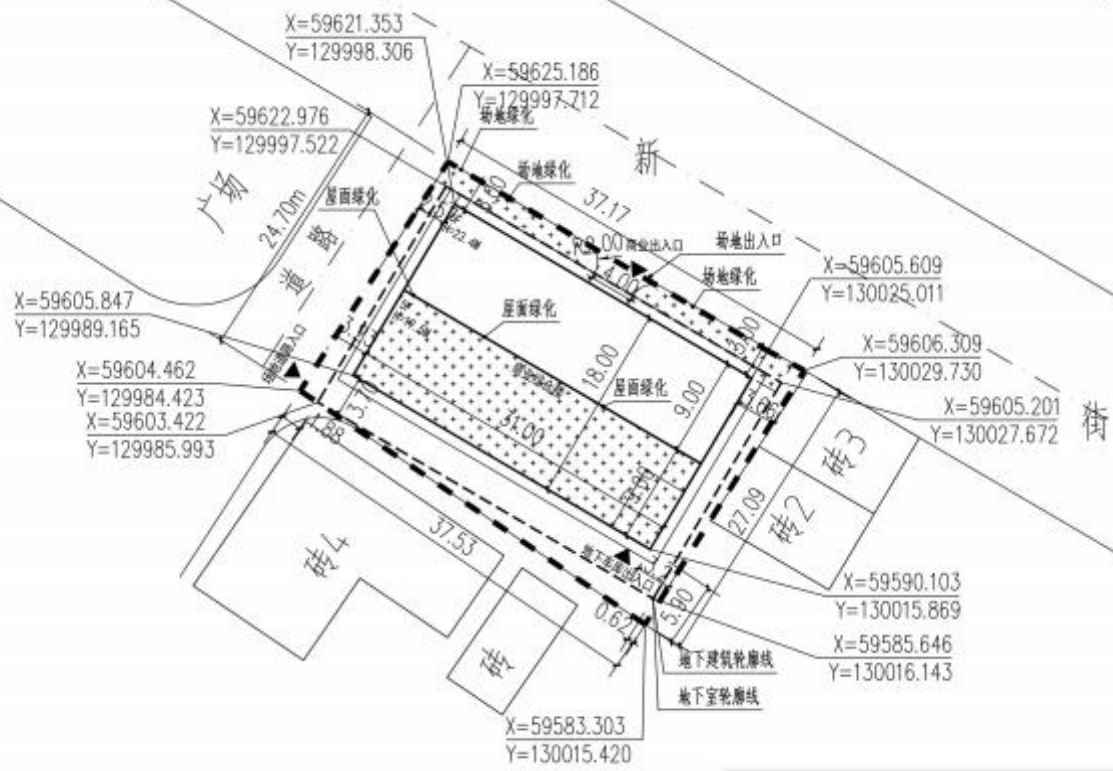 X=59621.353
Y=129998.306
X=59625.186
Y=129997.712
X=59622.976
Y=129997.522
场地绿化
新
广场
24.70m
屋面绿化
场地绿化
37.17
路
道
商业出入口
场地出入口
4.00
场地绿化
X=59605.609
Y=130025.011
X=59605.847
Y=129989.165
屋面绿化
18.00
屋面绿化
9.00
X=59606.309
Y=130029.730
X=59604.462
Y=129984.423
X=59603.422
Y=129985.993
31.00
X=59605.201
Y=130027.672
街
砖3
砖2
27.09
37.53
砖4
地下车库出入口
X=59590.103
Y=130015.869
5.90
0.62
砖
X=59585.646
Y=130016.143
地下建筑轮廓线
地下室轮廓线
X=59583.303
Y=130015.420